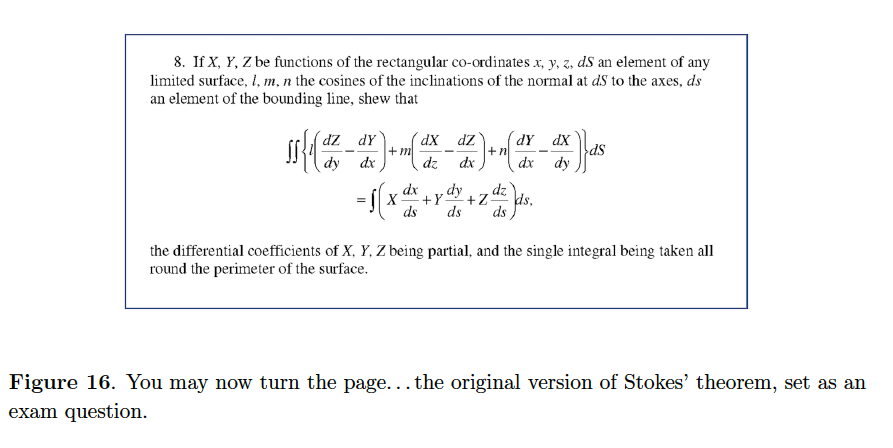 8. If X, Y, Z be functions of the rectangular co-ordinates x, y, z, dS an element of any
limited surface, l, m, n the cosines of the inclinations of the normal at dS to the axes, ds
an element of the bounding line, shew that
∫∫{l(dZ/dy − dY/dx) + m(dX/dz − dZ/dx) + n(dY/dx − dX/dy)}dS
= ∫(X dx/ds + Y dy/ds + Z dz/ds)ds,
the differential coefficients of X, Y, Z being partial, and the single integral being taken all
round the perimeter of the surface.
Figure 16. You may now turn the page... the original version of Stokes' theorem, set as an
exam question.